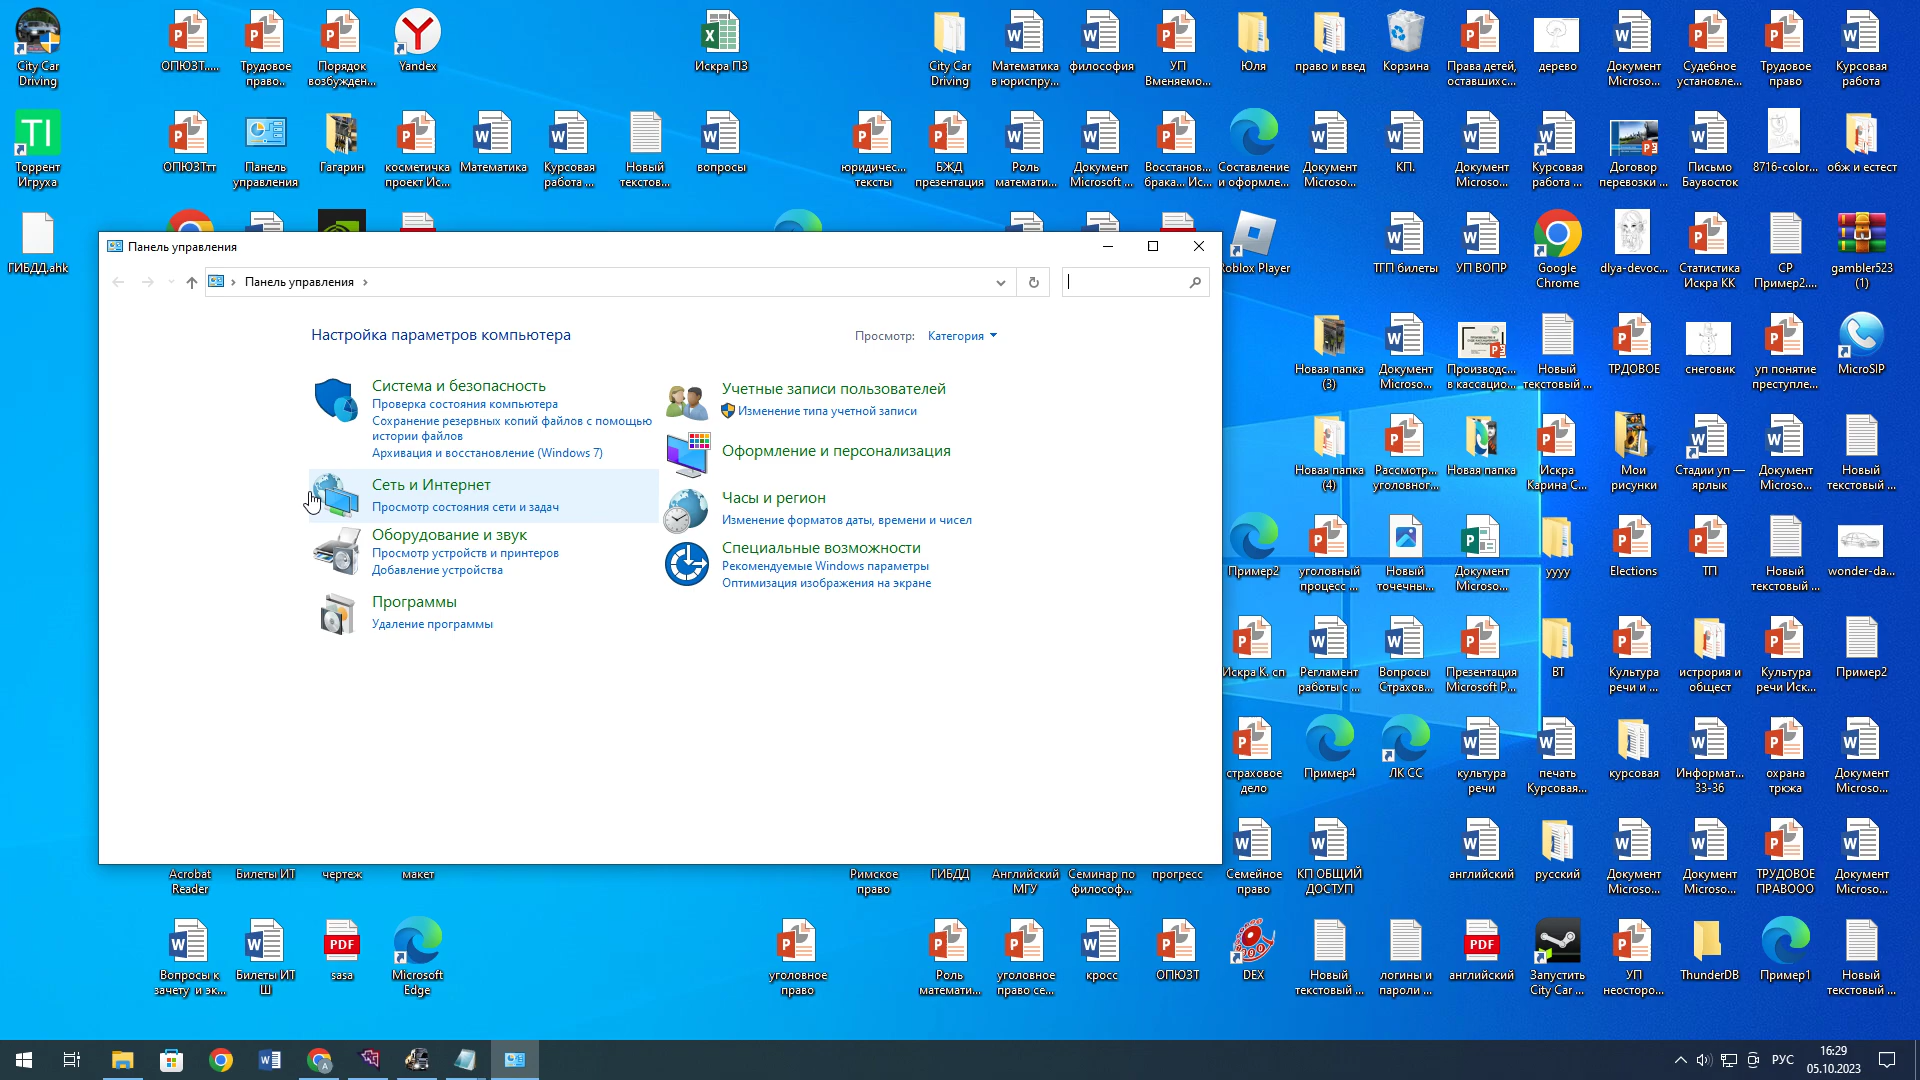 City Car
Driving
ОПЮЗТ.....
Трудовое
право..
Порядок
возбужден...
Yandex
Искра ПЗ
City Car
Driving
Математика
в юриспру...
философия
УП
Вменяемо...
Юля
право и введ
Корзина
Права детей,
оставшихс...
дерево
Документ
Microso...
Судебное
установле...
Трудовое
право
Курсовая
работа
Торрент
Игруха
ОПЮЗТтт
Панель
управления
Гагарин
косметичка
проект Ис...
Математика
Курсовая
работа ...
Новый
текстов...
вопросы
юридичес...
тексты
БЖД
презентация
Роль
математи...
Документ
Microsoft ...
Восстанов...
брака... Ис...
Составление
и оформле...
Документ
Microso...
КП.
Документ
Microso...
Курсовая
работа ...
Договор
перевозки ...
Письмо
Баувосток
8716-color...
обж и естест
ГИБДД.ahk
Roblox Player
ТГП билеты
УП ВОПР
Google
Chrome
dlya-devoc...
Статистика
Искра КК
СР
Пример2....
gambler523
(1)
Панель управления
Панель управления
Настройка параметров компьютера
Просмотр: Категория
Система и безопасность
Проверка состояния компьютера
Сохранение резервных копий файлов с помощью
истории файлов
Архивация и восстановление (Windows 7)
Сеть и Интернет
Просмотр состояния сети и задач
Оборудование и звук
Просмотр устройств и принтеров
Добавление устройства
Программы
Удаление программы
Учетные записи пользователей
Изменение типа учетной записи
Оформление и персонализация
Часы и регион
Изменение форматов даты, времени и чисел
Специальные возможности
Рекомендуемые Windows параметры
Оптимизация изображения на экране
Новая папка
(3)
Документ
Microso...
Производс...
в кассацио...
Новый
текстовый ...
ТРДОВОЕ
снеговик
уп понятие
преступле...
MicroSIP
Новая папка
(4)
Рассмотр...
уголовног...
Новая папка
Искра
Карина С...
Мои
рисунки
Стадии уп —
ярлык
Документ
Microso...
Новый
текстовый ...
Пример2
уголовный
процесс ...
Новый
точечны...
Документ
Microso...
уууу
Elections
ТП
Новый
текстовый ...
wonder-da...
Искра К. сп
Регламент
работы с ...
Вопросы
Страхов...
Презентация
Microsoft P...
ВТ
Культура
речи и ...
истрория и
общест
Культура
речи Иск...
Пример2
страховое
дело
Пример4
ЛК СС
культура
речи
печать
Курсовая...
курсовая
Информат...
33-36
охрана
тркжа
Документ
Microso...
Acrobat
Reader
Билеты ИТ
чертеж
макет
Римское
право
ГИБДД
Английский
МГУ
Семинар по
философ...
прогресс
Семейное
право
КП ОБЩИЙ
ДОСТУП
английский
русский
Документ
Microso...
Документ
Microso...
ТРУДОВОЕ
ПРАВООО
Документ
Microso...
Вопросы к
зачету и эк...
Билеты ИТ
Ш
sasa
Microsoft
Edge
уголовное
право
Роль
математи...
уголовное
право се...
кросс
ОПЮЗТ
DEX
Новый
текстовый ...
логины и
пароли ...
английский
Запустить
City Car ...
УП
неосторо...
ThunderDB
Пример1
Новый
текстовый ...
РУС
16:29
05.10.2023